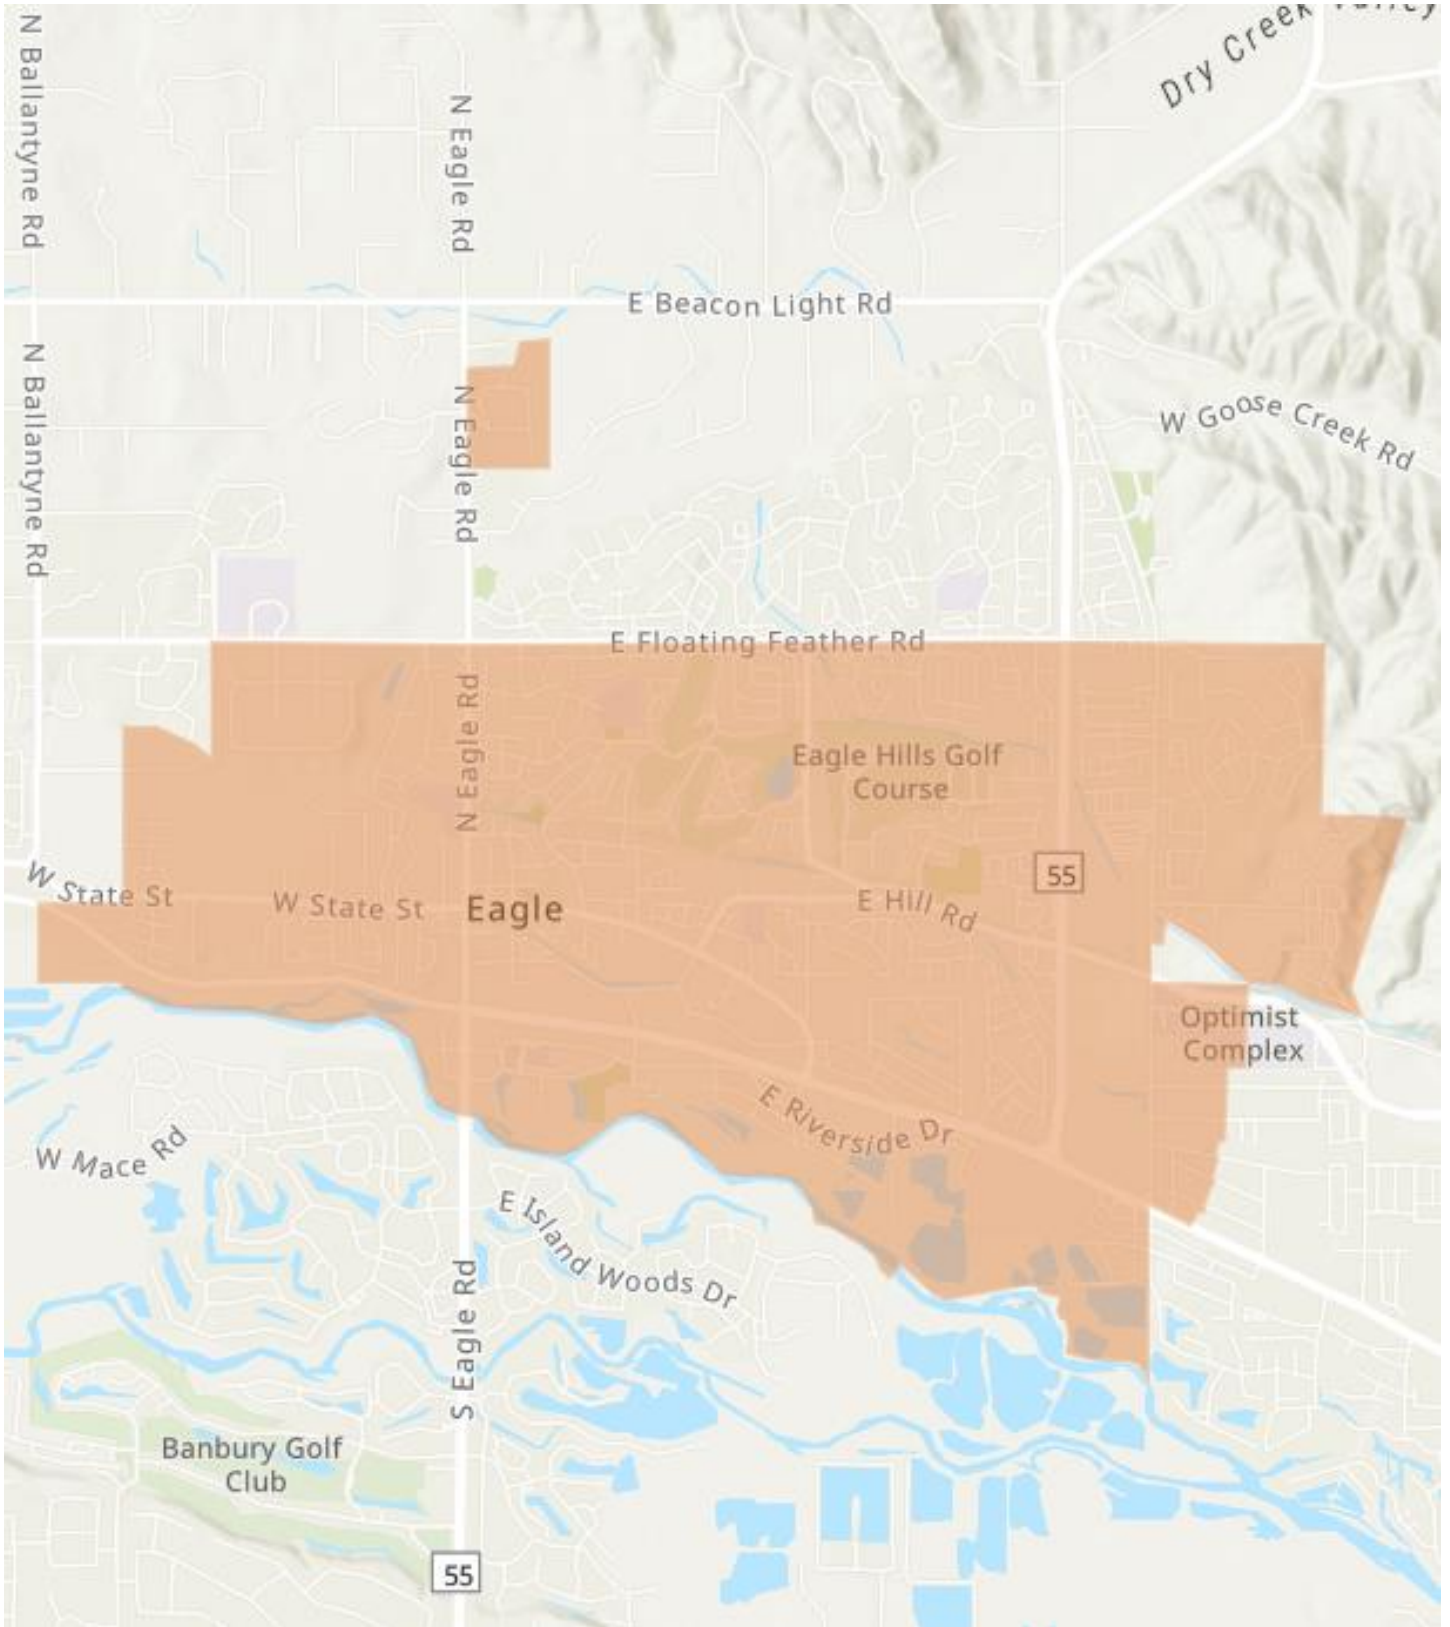 N Ballantyne Rd
N Eagle Rd
Dry Creek Valley
E Beacon Light Rd
N Ballantyne Rd
N Eagle Rd
W Goose Creek Rd
E Floating Feather Rd
N Eagle Rd
Eagle Hills Golf
Course
55
W State St
W State St
Eagle
E Hill Rd
Optimist
Complex
E Riverside Dr
W Mace Rd
E Island Woods Dr
S Eagle Rd
Banbury Golf
Club
55